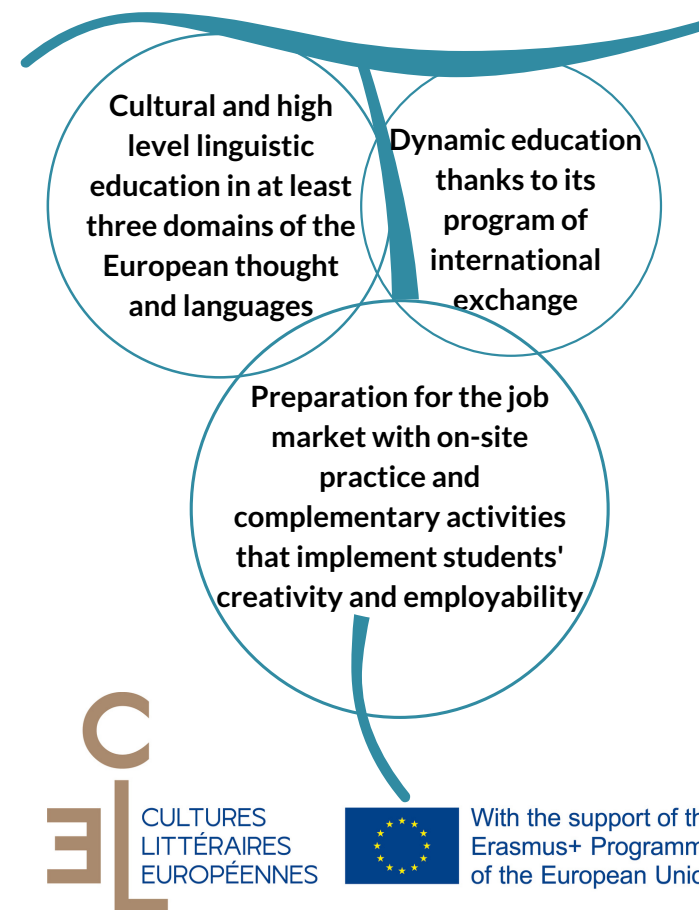 Cultural and high
level linguistic
education in at least
three domains of the
European thought
and languages
Dynamic education
thanks to its
program of
international
exchange
Preparation for the job
market with on-site
practice and
complementary activities
that implement students'
creativity and employability
CEL
CULTURES
LITTÉRAIRES
EUROPÉENNES
With the support of th
Erasmus+ Programm
of the European Unio